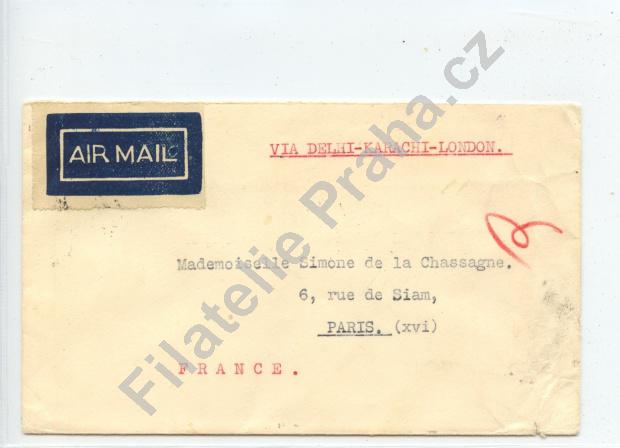 AIR MAIL
VIA DELHI-KARACHI-LONDON.
Mademoiselle Simone de la Chassagne.
6, rue de Siam,
PARIS. (xvi)
FRANCE.
Filatelie Praha.cz